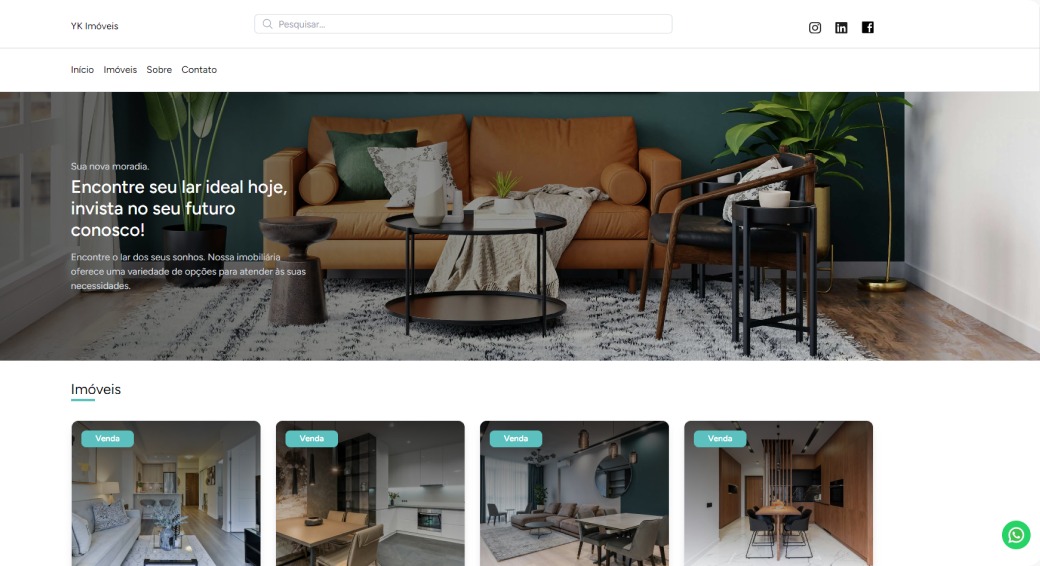 YK Imóveis
Pesquisar...
Início Imóveis Sobre Contato
Sua nova moradia.
Encontre seu lar ideal hoje,
invista no seu futuro
conosco!
Encontre o lar dos seus sonhos. Nossa imobiliária
oferece uma variedade de opções para atender às suas
necessidades.
Imóveis
Venda
Venda
Venda
Venda